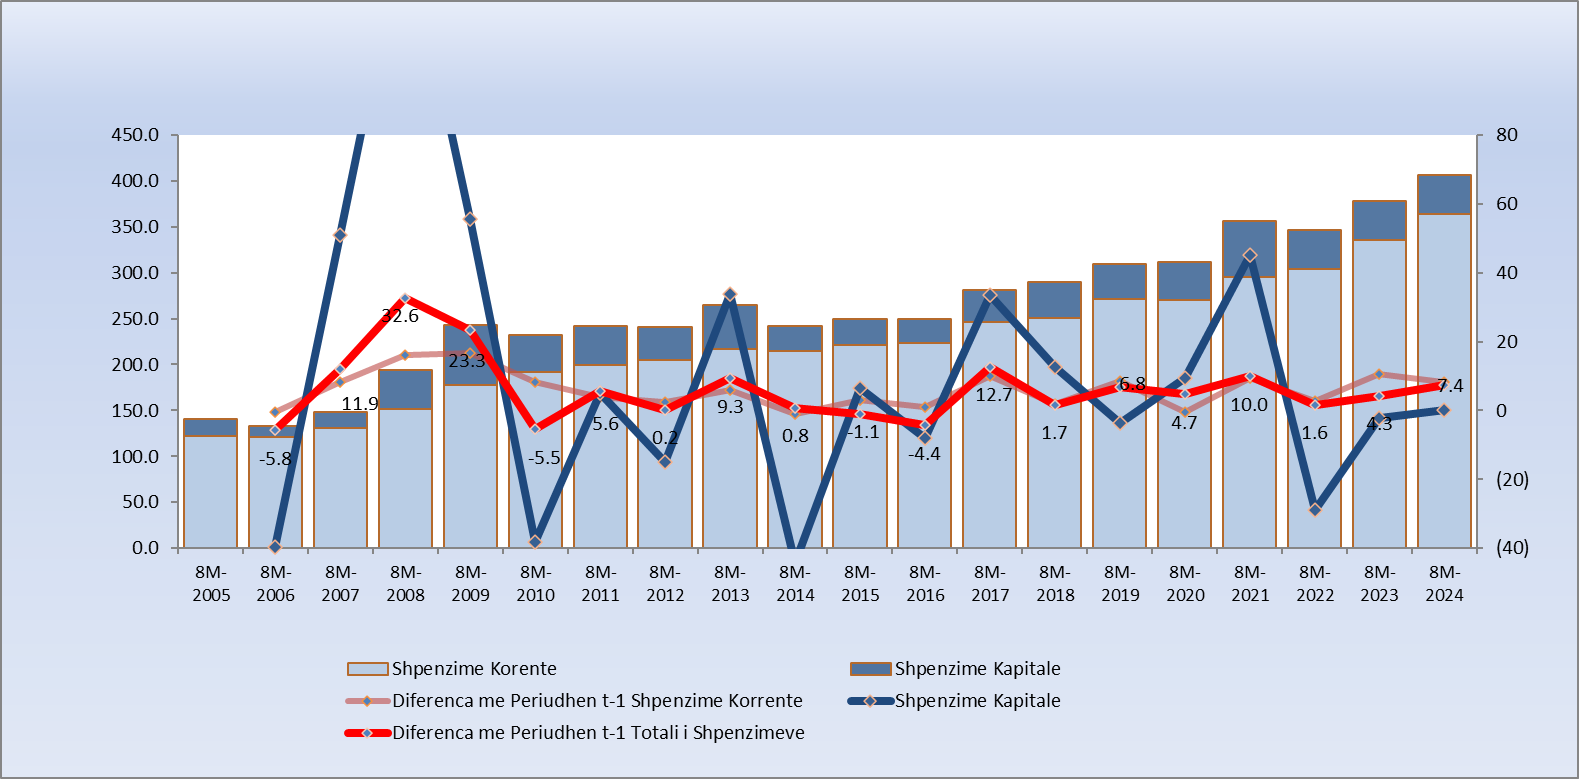 450.0
400.0
350.0
300.0
250.0
200.0
150.0
100.0
50.0
0.0
80
60
40
20
0
(20)
(40)
-5.8
11.9
32.6
23.3
-5.5
5.6
0.2
9.3
0.8
-1.1
-4.4
12.7
1.7
6.8
4.7
10.0
1.6
4.3
7.4
8M-2005
8M-2006
8M-2007
8M-2008
8M-2009
8M-2010
8M-2011
8M-2012
8M-2013
8M-2014
8M-2015
8M-2016
8M-2017
8M-2018
8M-2019
8M-2020
8M-2021
8M-2022
8M-2023
8M-2024
Shpenzime Korente
Shpenzime Kapitale
Diferenca me Periudhen t-1 Shpenzime Korrente
Shpenzime Kapitale
Diferenca me Periudhen t-1 Totali i Shpenzimeve